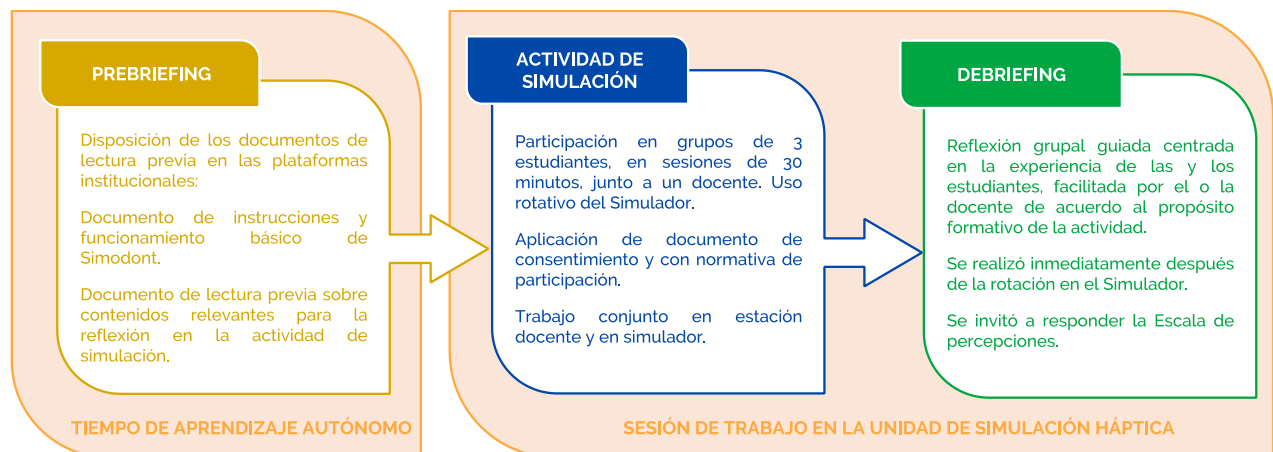 PREBRIEFING
Disposición de los documentos de
lectura previa en las plataformas
institucionales:
Documento de instrucciones y
funcionamiento básico de
Simodont.
Documento de lectura previa sobre
contenidos relevantes para la
reflexión en la actividad de
simulación.
TIEMPO DE APRENDIZAJE AUTÓNOMO
ACTIVIDAD DE
SIMULACIÓN
Participación en grupos de 3
estudiantes, en sesiones de 30
minutos, junto a un docente. Uso
rotativo del Simulador.
Aplicación de documento de
consentimiento y con normativa de
participación.
Trabajo conjunto en estación
docente y en simulador.
DEBRIEFING
Reflexión grupal guiada centrada
en la experiencia de las y los
estudiantes, facilitada por el o la
docente de acuerdo al propósito
formativo de la actividad.
Se realizó inmediatamente después
de la rotación en el Simulador.
Se invitó a responder la Escala de
percepciones.
SESIÓN DE TRABAJO EN LA UNIDAD DE SIMULACIÓN HÁPTICA